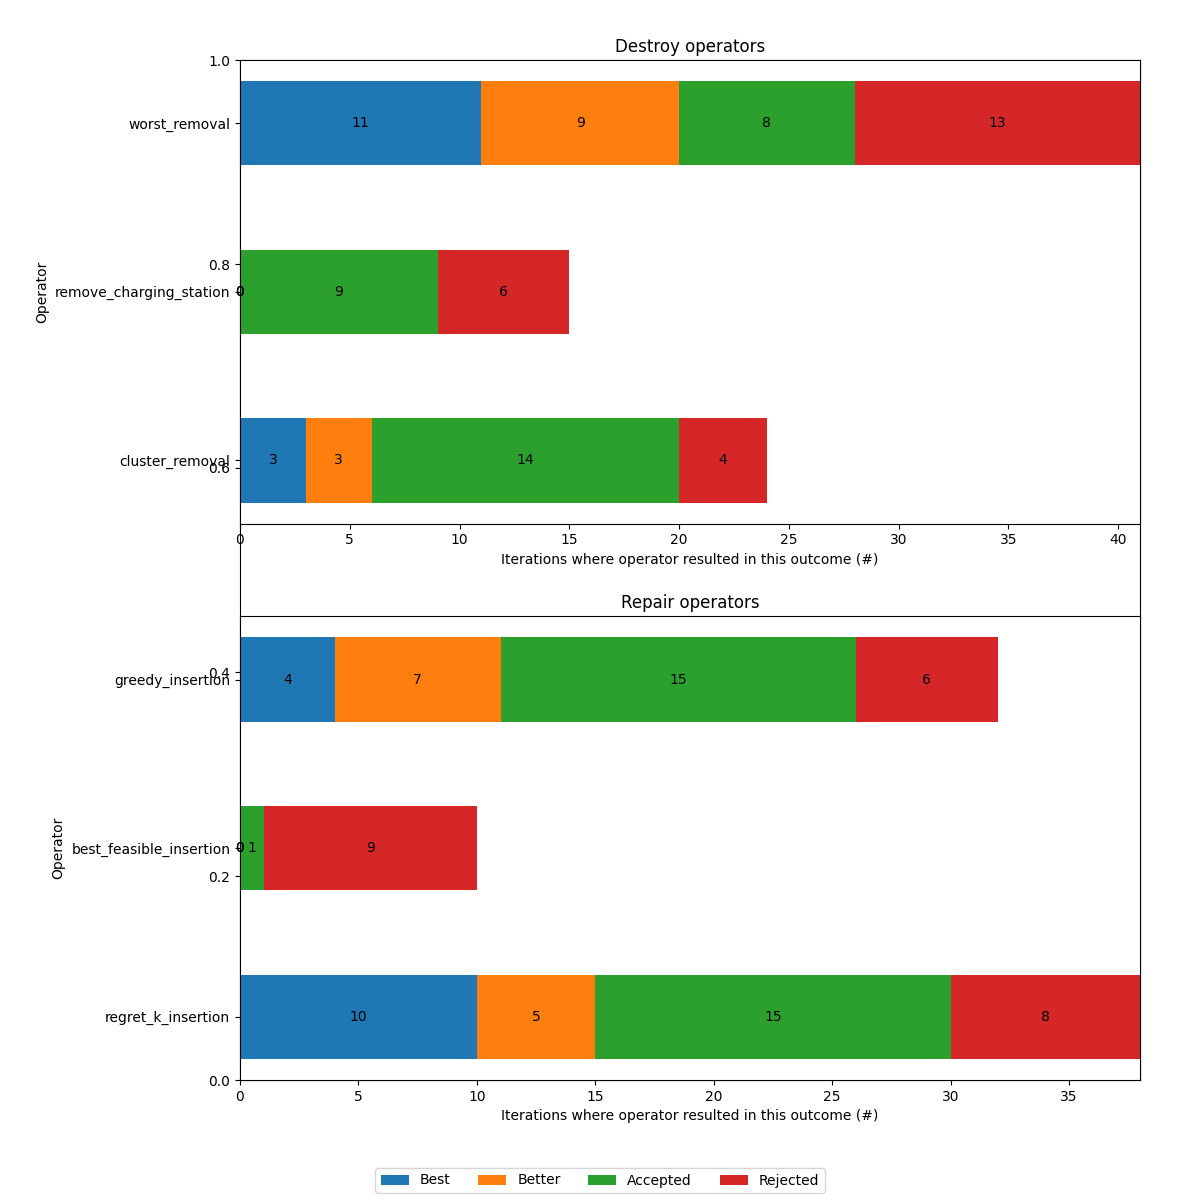 Destroy operators
1.0
worst_removal 11 9 8 13
0.8
Operator
remove_charging_station 0 9 6
cluster_removal 3 3 14 4
0.6
0 5 10 15 20 25 30 35 40
Iterations where operator resulted in this outcome (#)
Repair operators
0.4
greedy_insertion 4 7 15 6
Operator
best_feasible_insertion 0 1 9
0.2
regret_k_insertion 10 5 15 8
0.0
0 5 10 15 20 25 30 35
Iterations where operator resulted in this outcome (#)
Best Better Accepted Rejected